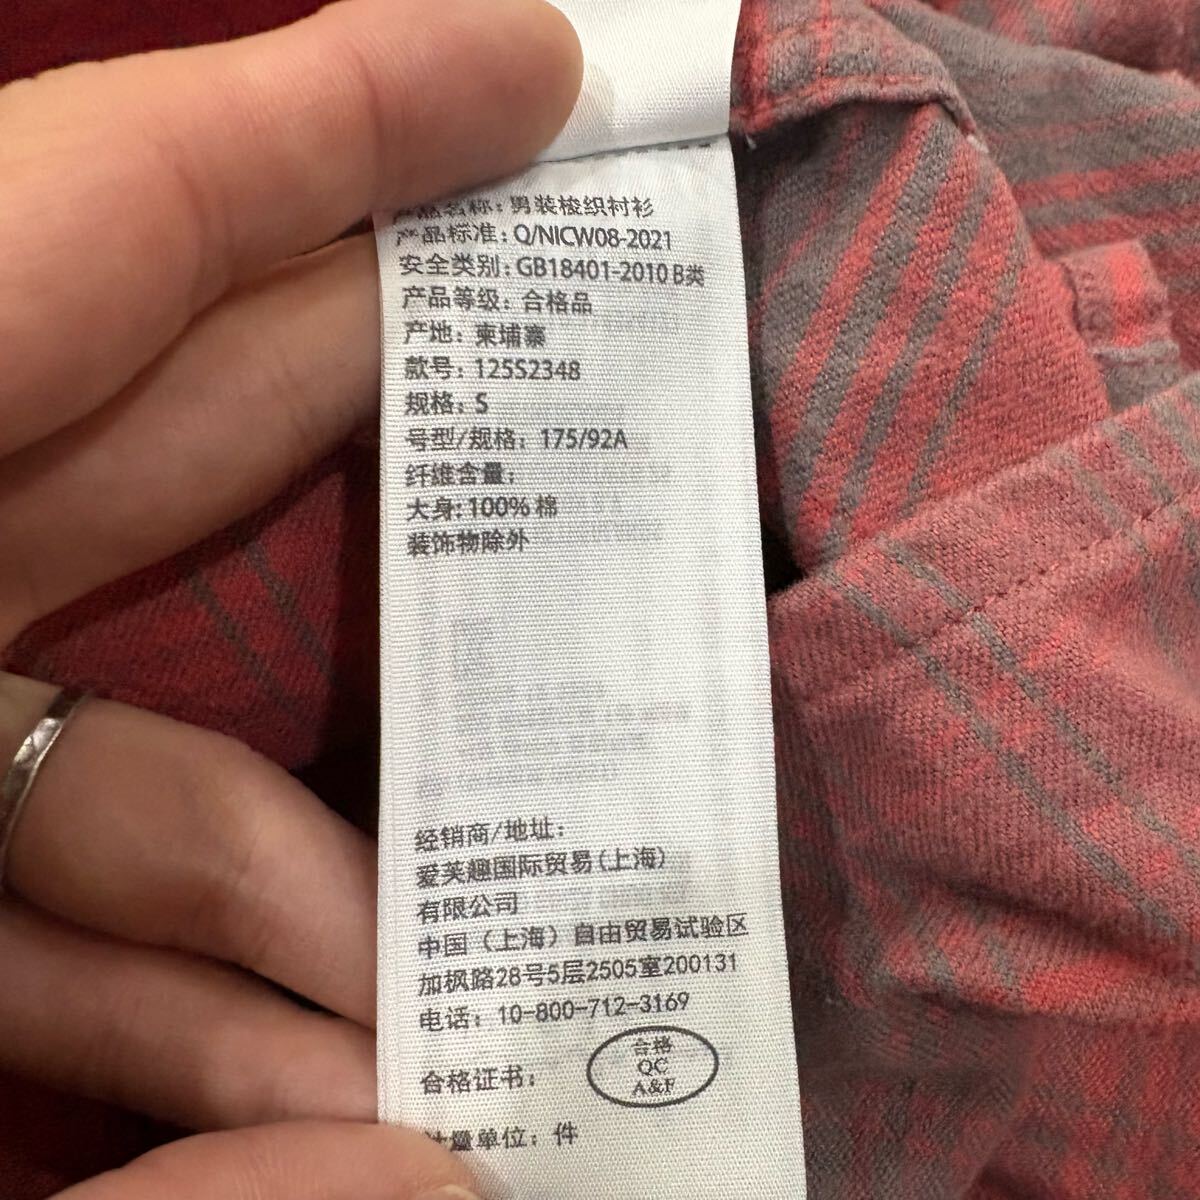 产品名称: 男装梭织衬衫
产品标准: Q/NICW08-2021
安全类别: GB18401-2010 B类
产品等级: 合格品
产地: 柬埔寨
款号: 125S2348
规格: S
号型/规格: 175/92A
纤维含量:
大身: 100% 棉
装饰物除外
经销商/地址:
爱芙趣国际贸易(上海)
有限公司
中国(上海)自由贸易试验区
加枫路28号5层2505室200131
电话: 10-800-712-3169
合格证书:
合格
QC
A&F
计量单位: 件